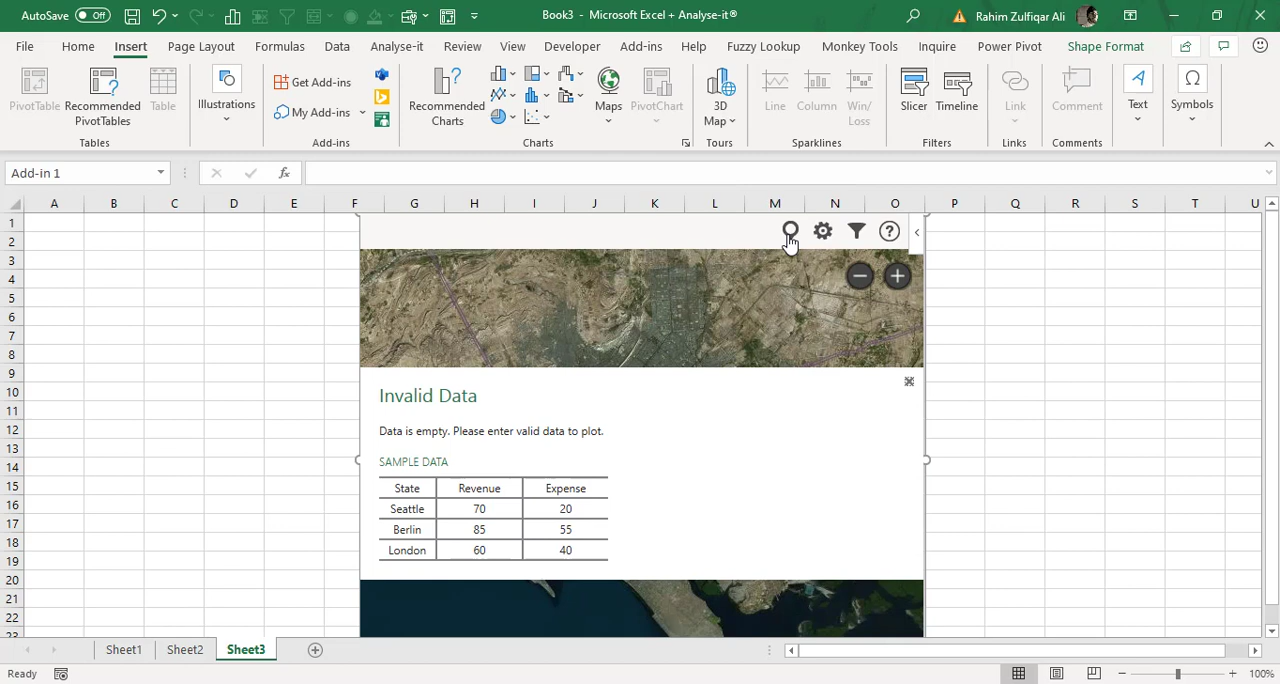 AutoSave Off Book3 - Microsoft Excel + Analyse-it® Rahim Zulfiqar Ali
File Home Insert Page Layout Formulas Data Analyse-it Review View Developer Add-ins Help Fuzzy Lookup Monkey Tools Inquire Power Pivot Shape Format
PivotTable Recommended PivotTables Table Illustrations Get Add-ins My Add-ins Recommended Charts Maps PivotChart 3D Map Line Column Win/Loss Slicer Timeline Link Comment Text Symbols
Tables Add-ins Charts Tours Sparklines Filters Links Comments
Add-in 1 fx
A B C D E F G H I J K L M N O P Q R S T U
1
2
3
4
5
6
7
8
9
10
11
12
13
14
15
16
17
18
19
20
21
22
23
Invalid Data
Data is empty. Please enter valid data to plot.
SAMPLE DATA
State Revenue Expense
Seattle 70 20
Berlin 85 55
London 60 40
Sheet1 Sheet2 Sheet3
Ready 100%